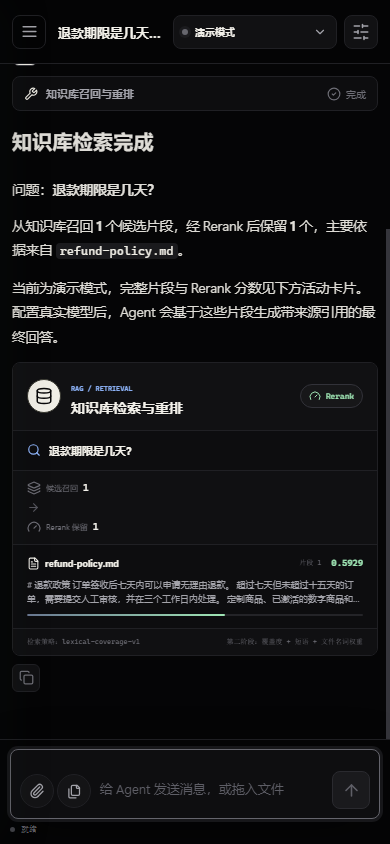 退款期限是几天...
演示模式
知识库召回与重排
完成
知识库检索完成
问题：退款期限是几天?
从知识库召回 1 个候选片段，经 Rerank 后保留 1 个，主要依
据来自 refund-policy.md。
当前为演示模式，完整片段与 Rerank 分数见下方活动卡片。
配置真实模型后，Agent 会基于这些片段生成带来源引用的最
终回答。
RAG / RETRIEVAL
知识库检索与重排
Rerank
退款期限是几天?
候选召回 1
Rerank 保留 1
refund-policy.md
片段 1 0.5929
# 退款政策 订单签收后七天内可以申请无理由退款。 超过七天但未超过十五天的订
单，需要提交人工审核，并在三个工作日内处理。 定制商品、已激活的数字商品和...
检索策略：lexical-coverage-v1
第二阶段：覆盖度 + 短语 + 文件名词权重
给 Agent 发送消息，或拖入文件
就绪